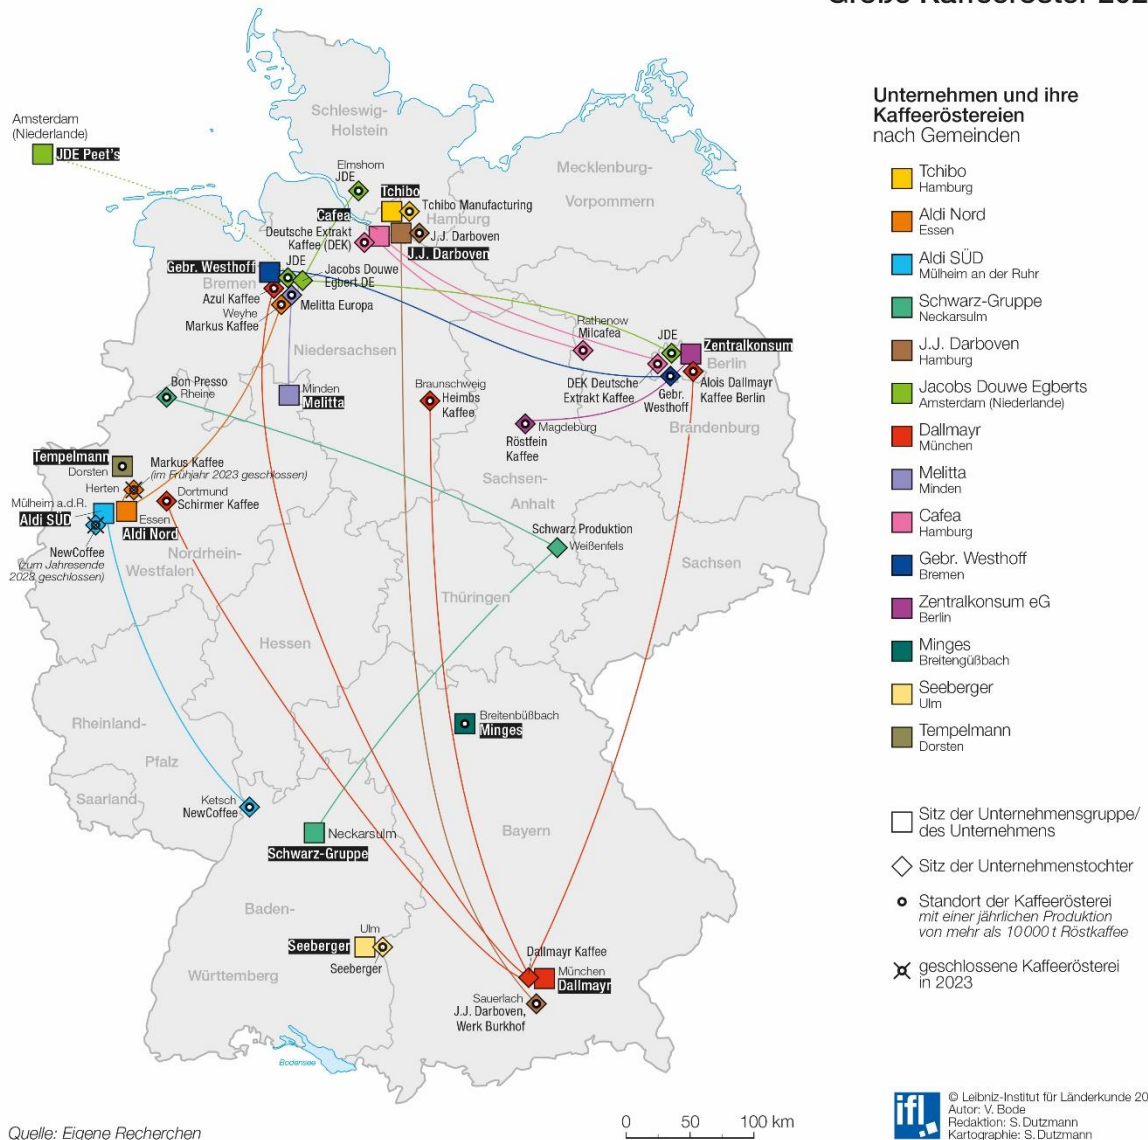 Große Kaffeeröster 202
Amsterdam
(Niederlande)
JDE Peet's
Schleswig-
Holstein
Mecklenburg-
Vorpommern
Elmshorn
JDE
Tchibo
Tchibo Manufacturing
Cafea
Hamburg
Deutsche Extrakt
Kaffee (DEK)
J.J. Darboven
J.J. Darboven
Gebr. Westhoff
JDE
Jacobs Douwe
Egbert DE
Bremen
Azul Kaffee
Melitta Europa
Weyhe
Markus Kaffee
Niedersachsen
Rathenow
Milcafea
JDE
Zentralkonsum
Berlin
DEK Deutsche
Extrakt Kaffee
Gebr.
Westhoff
Alois Dallmayr
Kaffee Berlin
Bon Presso
Rheine
Minden
Melitta
Braunschweig
Heimbs
Kaffee
Magdeburg
Röstfein
Kaffee
Brandenburg
Tempelmann
Dorsten
Markus Kaffee
(im Frühjahr 2023 geschlossen)
Herten
Dortmund
Schirmer Kaffee
Sachsen-
Anhalt
Mülheim a.d.R.
Aldi SÜD
Essen
Aldi Nord
NewCoffee
(zum Jahresende
2023 geschlossen)
Nordrhein-
Westfalen
Schwarz Produktion
Weißenfels
Sachsen
Thüringen
Hessen
Breitenbüßbach
Minges
Rheinland-
Pfalz
Saarland
Ketsch
NewCoffee
Neckarsulm
Schwarz-Gruppe
Bayern
Baden-
Württemberg
Ulm
Seeberger
Seeberger
Dallmayr Kaffee
München
Dallmayr
Sauerlach
J.J. Darboven,
Werk Burkhof
Bodensee
Unternehmen und ihre
Kaffeeröstereien
nach Gemeinden
Tchibo
Hamburg
Aldi Nord
Essen
Aldi SÜD
Mülheim an der Ruhr
Schwarz-Gruppe
Neckarsulm
J.J. Darboven
Hamburg
Jacobs Douwe Egberts
Amsterdam (Niederlande)
Dallmayr
München
Melitta
Minden
Cafea
Hamburg
Gebr. Westhoff
Bremen
Zentralkonsum eG
Berlin
Minges
Breitengüßbach
Seeberger
Ulm
Tempelmann
Dorsten
Sitz der Unternehmensgruppe/
des Unternehmens
Sitz der Unternehmenstochter
Standort der Kaffeerösterei
mit einer jährlichen Produktion
von mehr als 10000 t Röstkaffee
geschlossene Kaffeerösterei
in 2023
Quelle: Eigene Recherchen
0 50 100 km
ifl
© Leibniz-Institut für Länderkunde 20
Autor: V. Bode
Redaktion: S. Dutzmann
Kartographie: S. Dutzmann